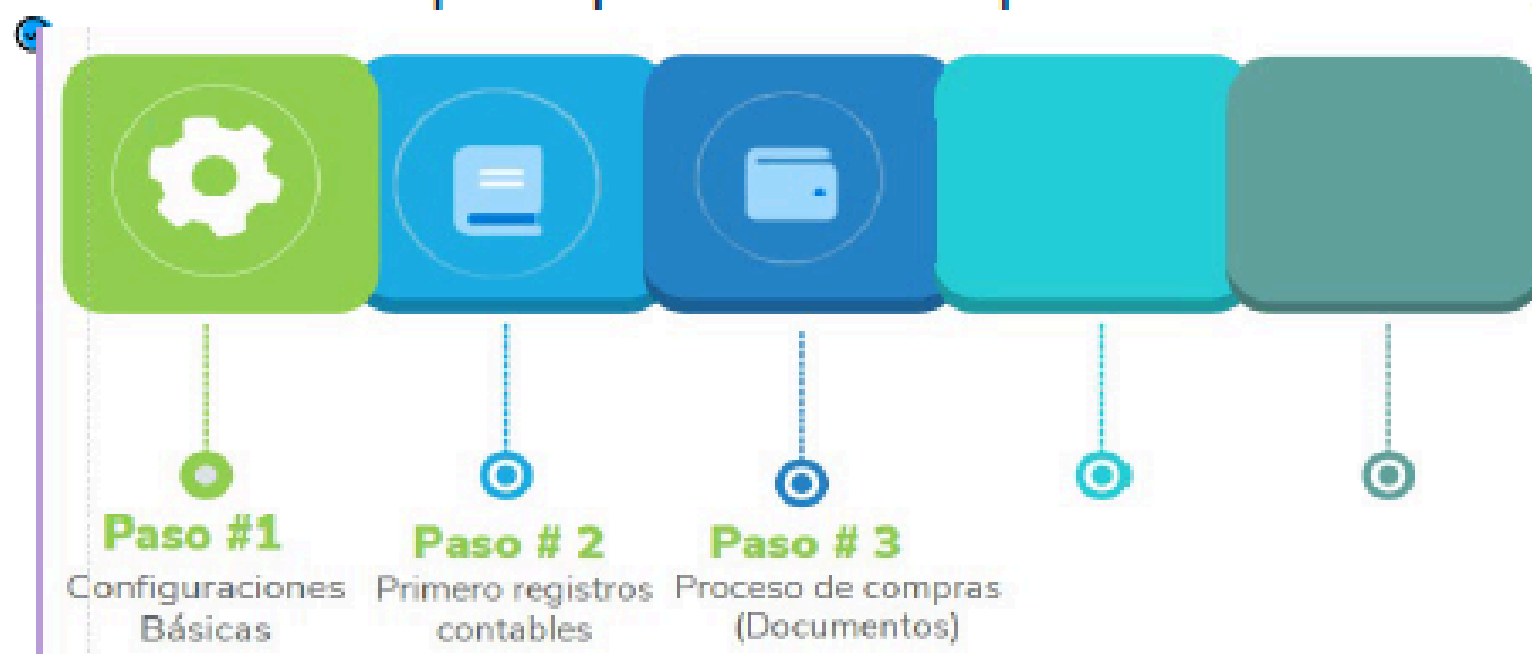 Paso #1
Configuraciones
Básicas
Paso # 2
Primero registros
contables
Paso # 3
Proceso de compras
(Documentos)